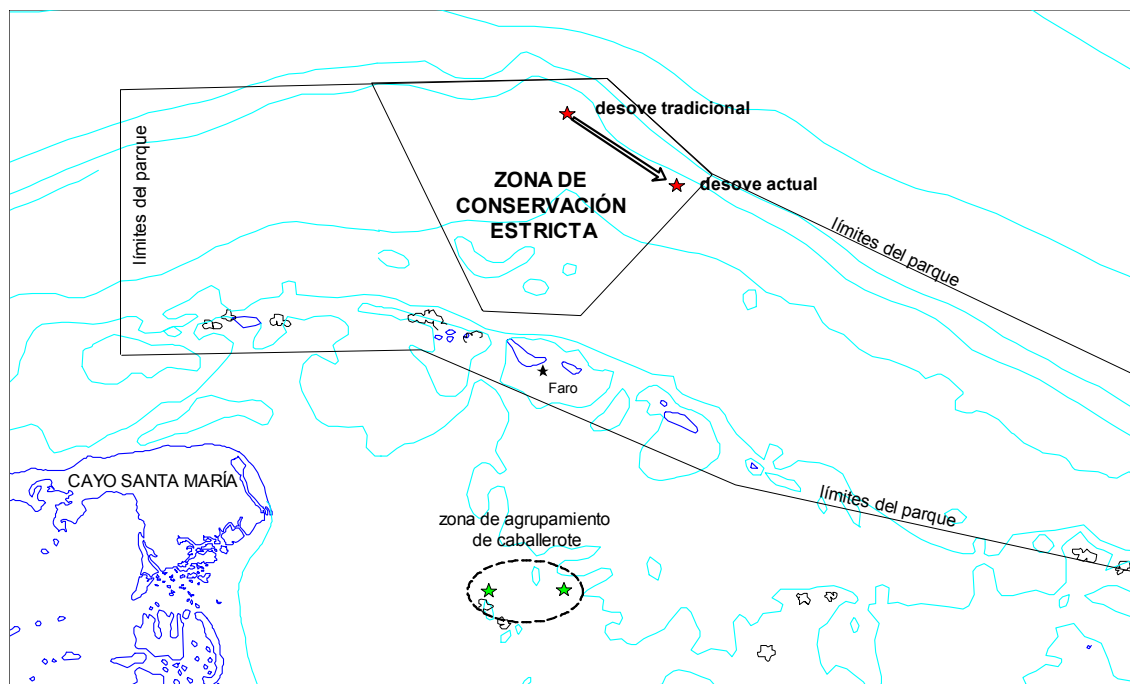 desove tradicional
límites del parque
ZONA DE
CONSERVACIÓN
ESTRICTA
desove actual
límites del parque
Faro
CAYO SANTA MARÍA
límites del parque
zona de agrupamiento
de caballerote